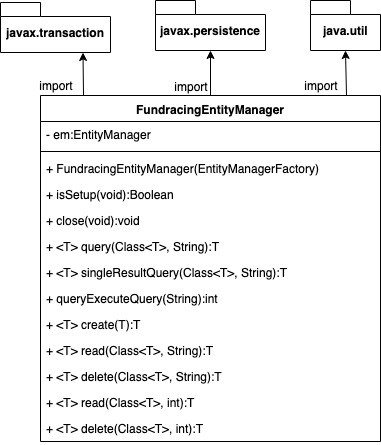 javax.transaction
javax.persistence
java.util
import
import
import
FundracingEntityManager
- em:EntityManager
+ FundracingEntityManager(EntityManagerFactory)
+ isSetup(void):Boolean
+ close(void):void
+ <T> query(Class<T>, String):T
+ <T> singleResultQuery(Class<T>, String):T
+ queryExecuteQuery(String):int
+ <T> create(T):T
+ <T> read(Class<T>, String):T
+ <T> delete(Class<T>, String):T
+ <T> read(Class<T>, int):T
+ <T> delete(Class<T>, int):T